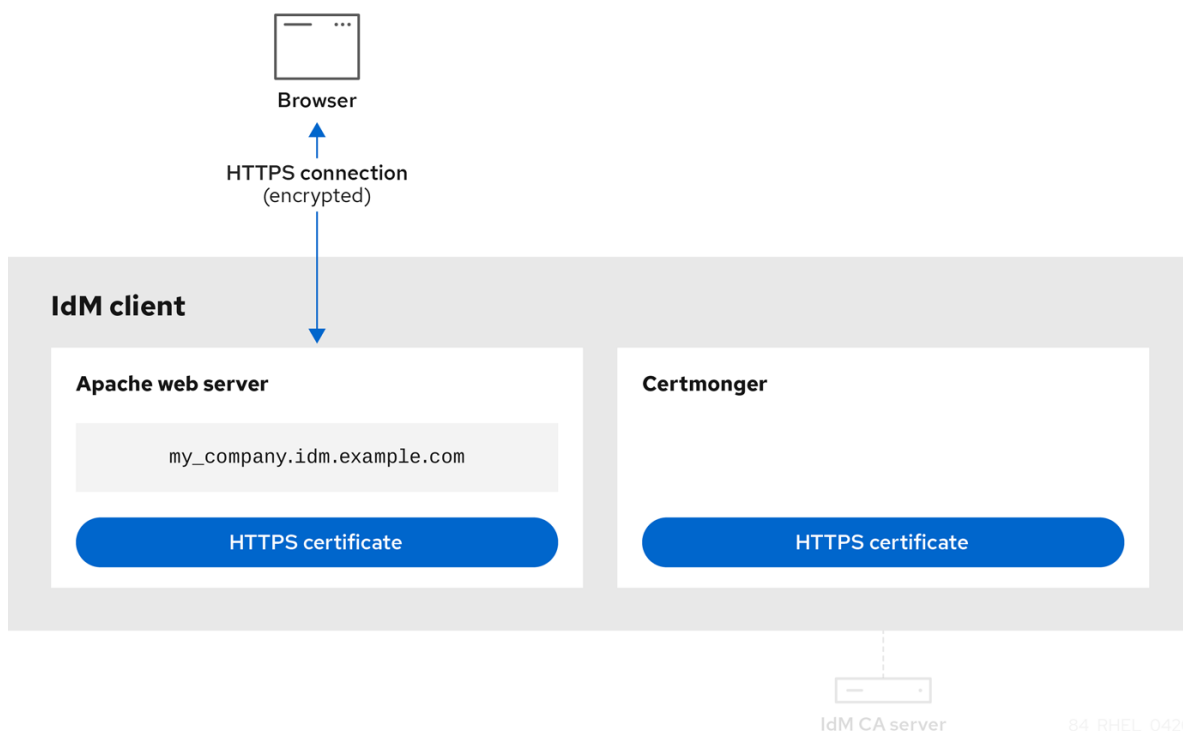 Browser
HTTPS connection
(encrypted)
IdM client
Apache web server
Certmonger
my_company.idm.example.com
HTTPS certificate
HTTPS certificate
IdM CA server
84_RHEL_042